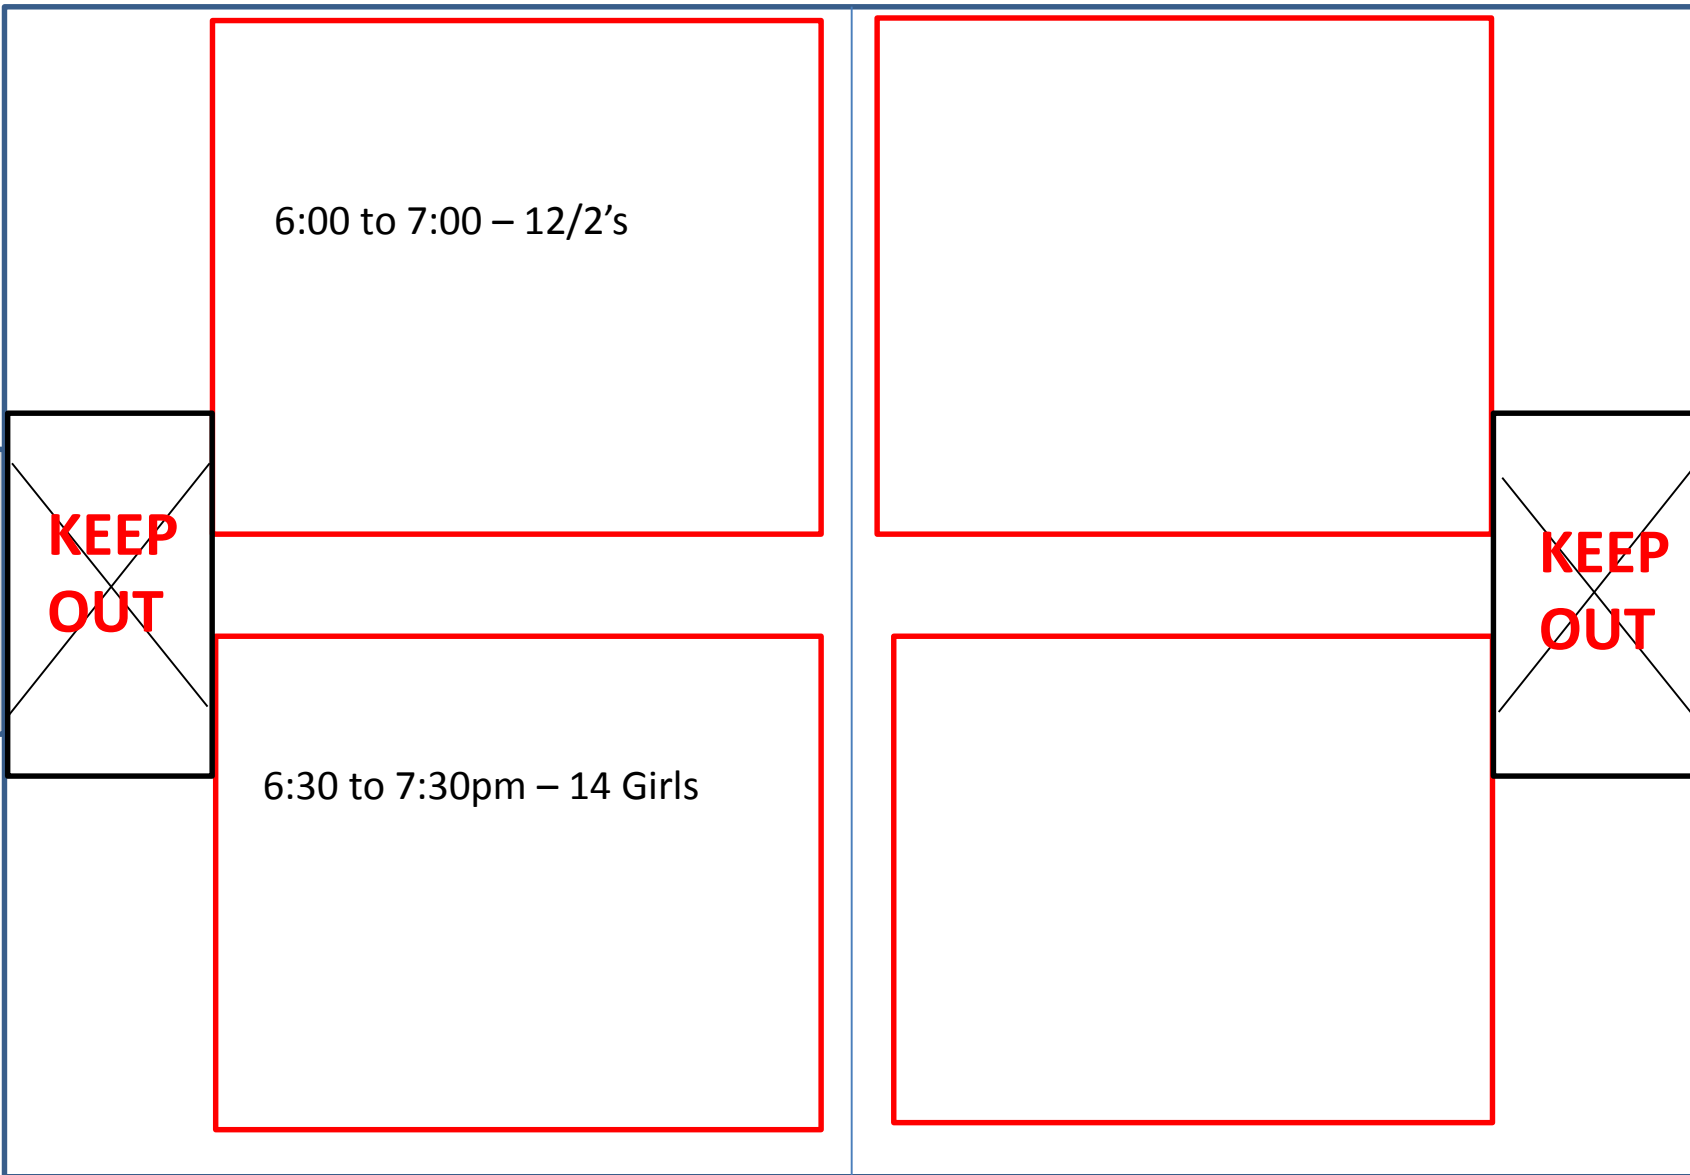 6:00 to 7:00 – 12/2’s
KEEP
OUT
KEEP
OUT
6:30 to 7:30pm – 14 Girls